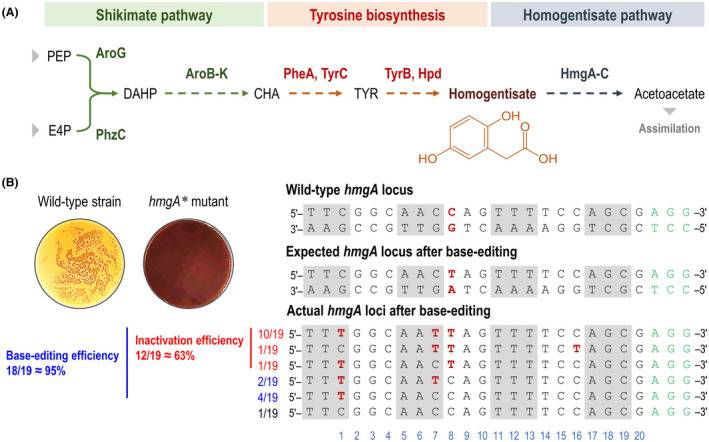 (A)
Shikimate pathway
Tyrosine biosynthesis
Homogentisate pathway
PEP
AroG
AroB-K
PheA, TyrC
TyrB, Hpd
HmgA-C
DAHP
CHA
TYR
Homogentisate
Acetoacetate
E4P
PhzC
Assimilation
OH
O
HO
OH
(B)
Wild-type strain
hmgA* mutant
Base-editing efficiency
18/19 ≈ 95%
Inactivation efficiency
12/19 ≈ 63%
Wild-type hmgA locus
5'– T T C G G C A A C C A G T T T T C C A G C G A G G –3'
3'– A A G C C G T T G G T C A A A A G G T C G C T C C –5'
Expected hmgA locus after base-editing
5'– T T C G G C A A C T A G T T T T C C A G C G A G G –3'
3'– A A G C C G T T G A T C A A A A G G T C G C T C C –5'
Actual hmgA loci after base-editing
10/19 5'– T T T G G C A A T T A G T T T T C C A G C G A G G –3'
1/19 5'– T T C G G C A A T T A G T T T T C T A G C G A G G –3'
1/19 5'– T T T G G C A A C T A G T T T T C C A G C G A G G –3'
2/19 5'– T T T G G C A A T C A G T T T T C C A G C G A G G –3'
4/19 5'– T T T G G C A A C C A G T T T T C C A G C G A G G –3'
1/19 5'– T T C G G C A A C C A G T T T T C C A G C G A G G –3'
1 2 3 4 5 6 7 8 9 10 11 12 13 14 15 16 17 18 19 20